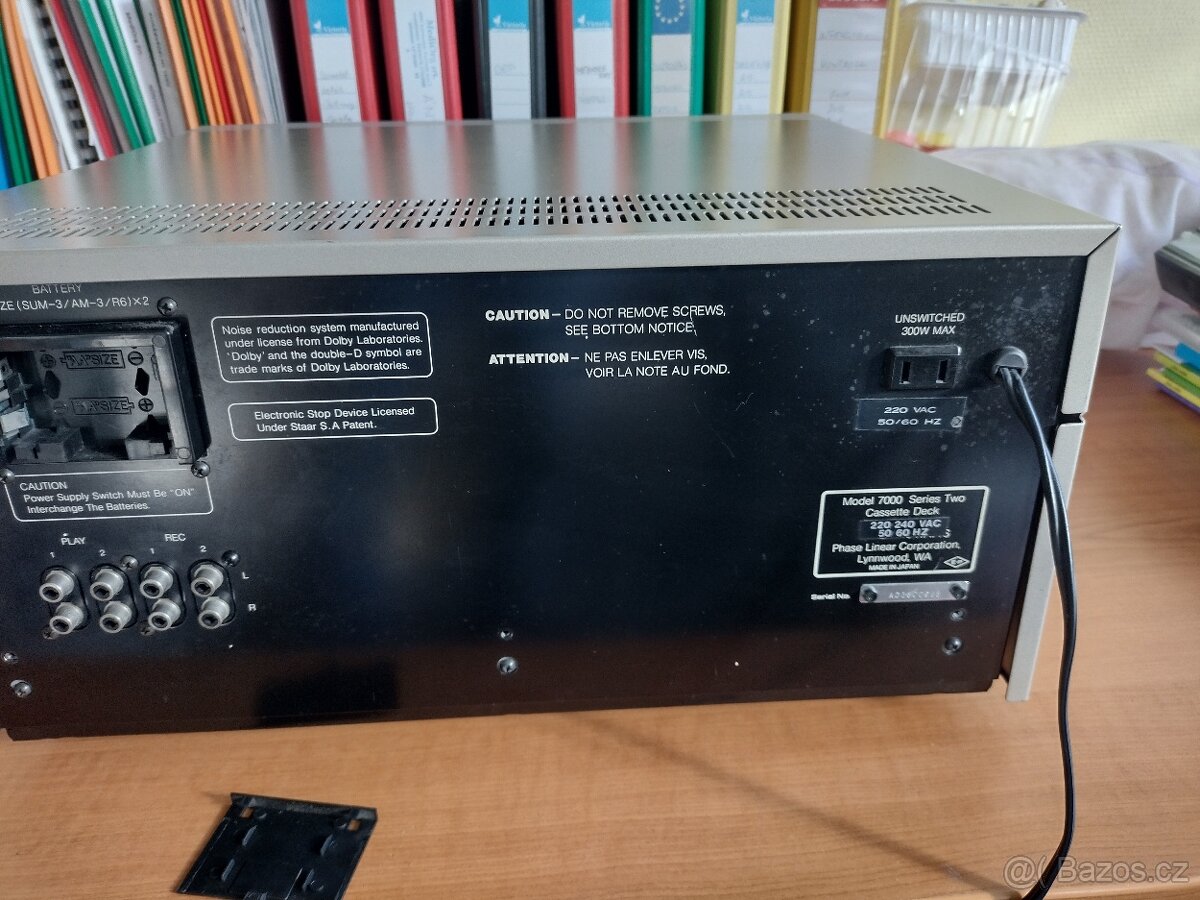 BATTERY
ZE (SUM-3/AM-3/R6)×2
"AA"SIZE
"AA"SIZE
CAUTION
Power Supply Switch Must Be "ON"
Interchange The Batteries.
PLAY
REC
1 2 1 2
L
R
Noise reduction system manufactured
under license from Dolby Laboratories.
'Dolby' and the double-D symbol are
trade marks of Dolby Laboratories.
Electronic Stop Device Licensed
Under Staar S.A Patent.
CAUTION – DO NOT REMOVE SCREWS,
SEE BOTTOM NOTICE.
ATTENTION – NE PAS ENLEVER VIS,
VOIR LA NOTE AU FOND.
UNSWITCHED
300W MAX
220 VAC
50/60 HZ
Model 7000 Series Two
Cassette Deck
220 240 VAC
50 60 HZ
Phase Linear Corporation,
Lynnwood, WA
MADE IN JAPAN
Serial No.
@(Bazos.cz